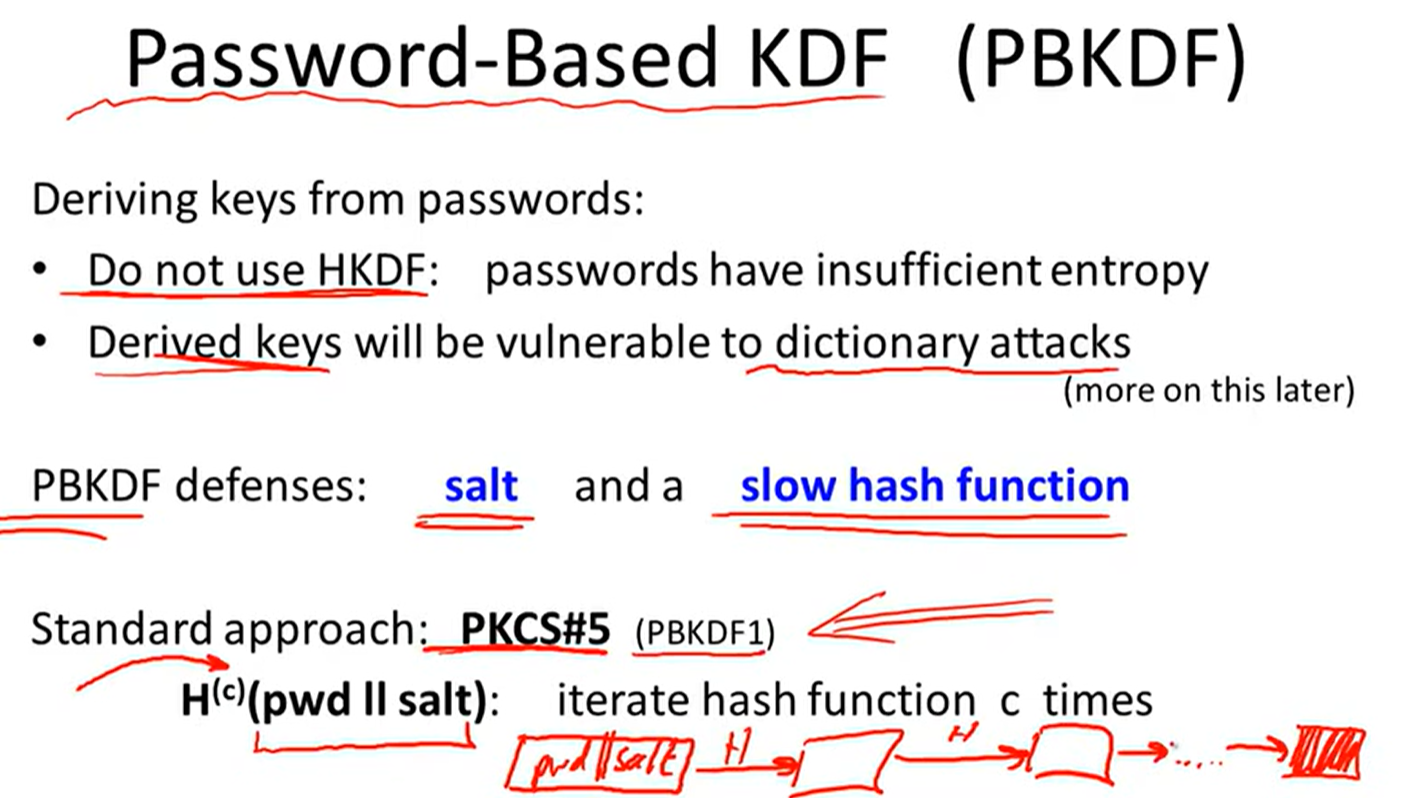 Password-Based KDF (PBKDF)
Deriving keys from passwords:
• Do not use HKDF: passwords have insufficient entropy
• Derived keys will be vulnerable to dictionary attacks
(more on this later)
PBKDF defenses: salt and a slow hash function
Standard approach: PKCS#5 (PBKDF1)
H⁽ᶜ⁾(pwd ll salt): iterate hash function c times
pwd || salt H H .....